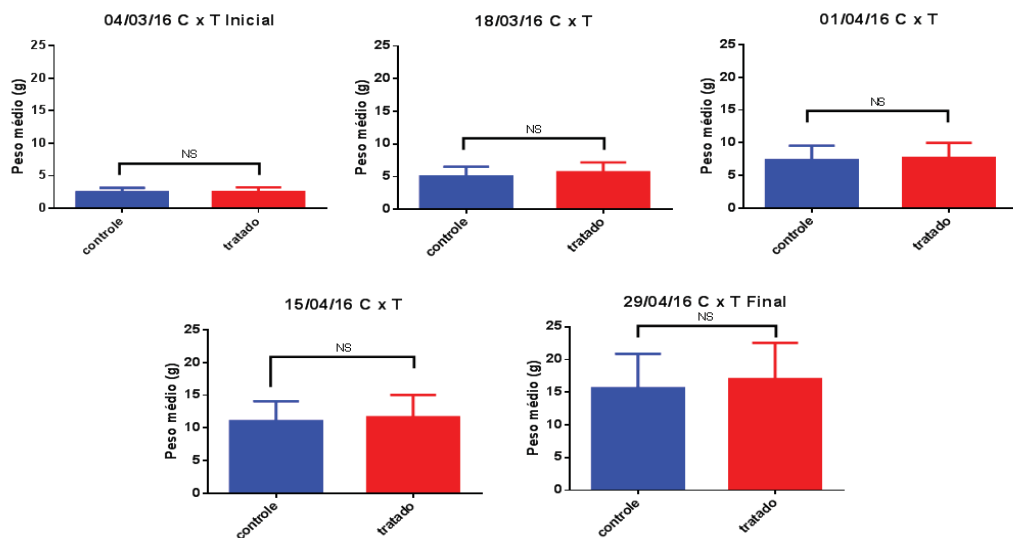 04/03/16 C x T Inicial
Peso médio (g)
25
20
15
10
5
0
NS
controle
tratado
18/03/16 C x T
Peso médio (g)
25
20
15
10
5
0
NS
controle
tratado
01/04/16 C x T
Peso médio (g)
25
20
15
10
5
0
NS
controle
tratado
15/04/16 C x T
Peso médio (g)
25
20
15
10
5
0
NS
controle
tratado
29/04/16 C x T Final
Peso médio (g)
25
20
15
10
5
0
NS
controle
tratado